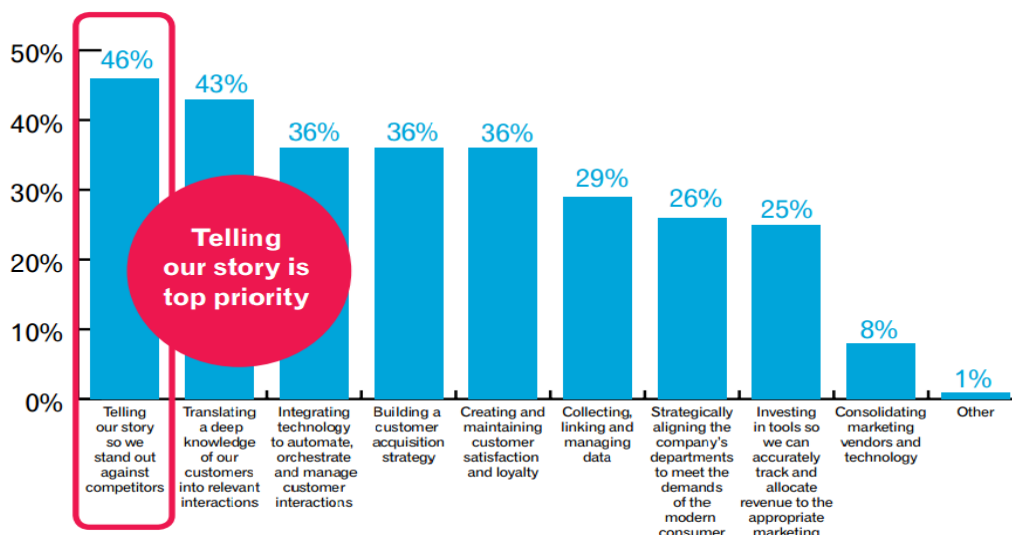 50%
40%
30%
20%
10%
0%
46%
43%
36%
36%
36%
29%
26%
25%
8%
1%
Telling
our story is
top priority
Telling
our story
so we
stand out
against
competitors
Translating
a deep
knowledge
of our
customers
into relevant
interactions
Integrating
technology
to automate,
orchestrate
and manage
customer
interactions
Building a
customer
acquisition
strategy
Creating and
maintaining
customer
satisfaction
and loyalty
Collecting,
linking and
managing
data
Strategically
aligning the
company's
departments
to meet the
demands
of the
modern
consumer
Investing
in tools so
we can
accurately
track and
allocate
revenue to the
appropriate
marketing
Consolidating
marketing
vendors and
technology
Other